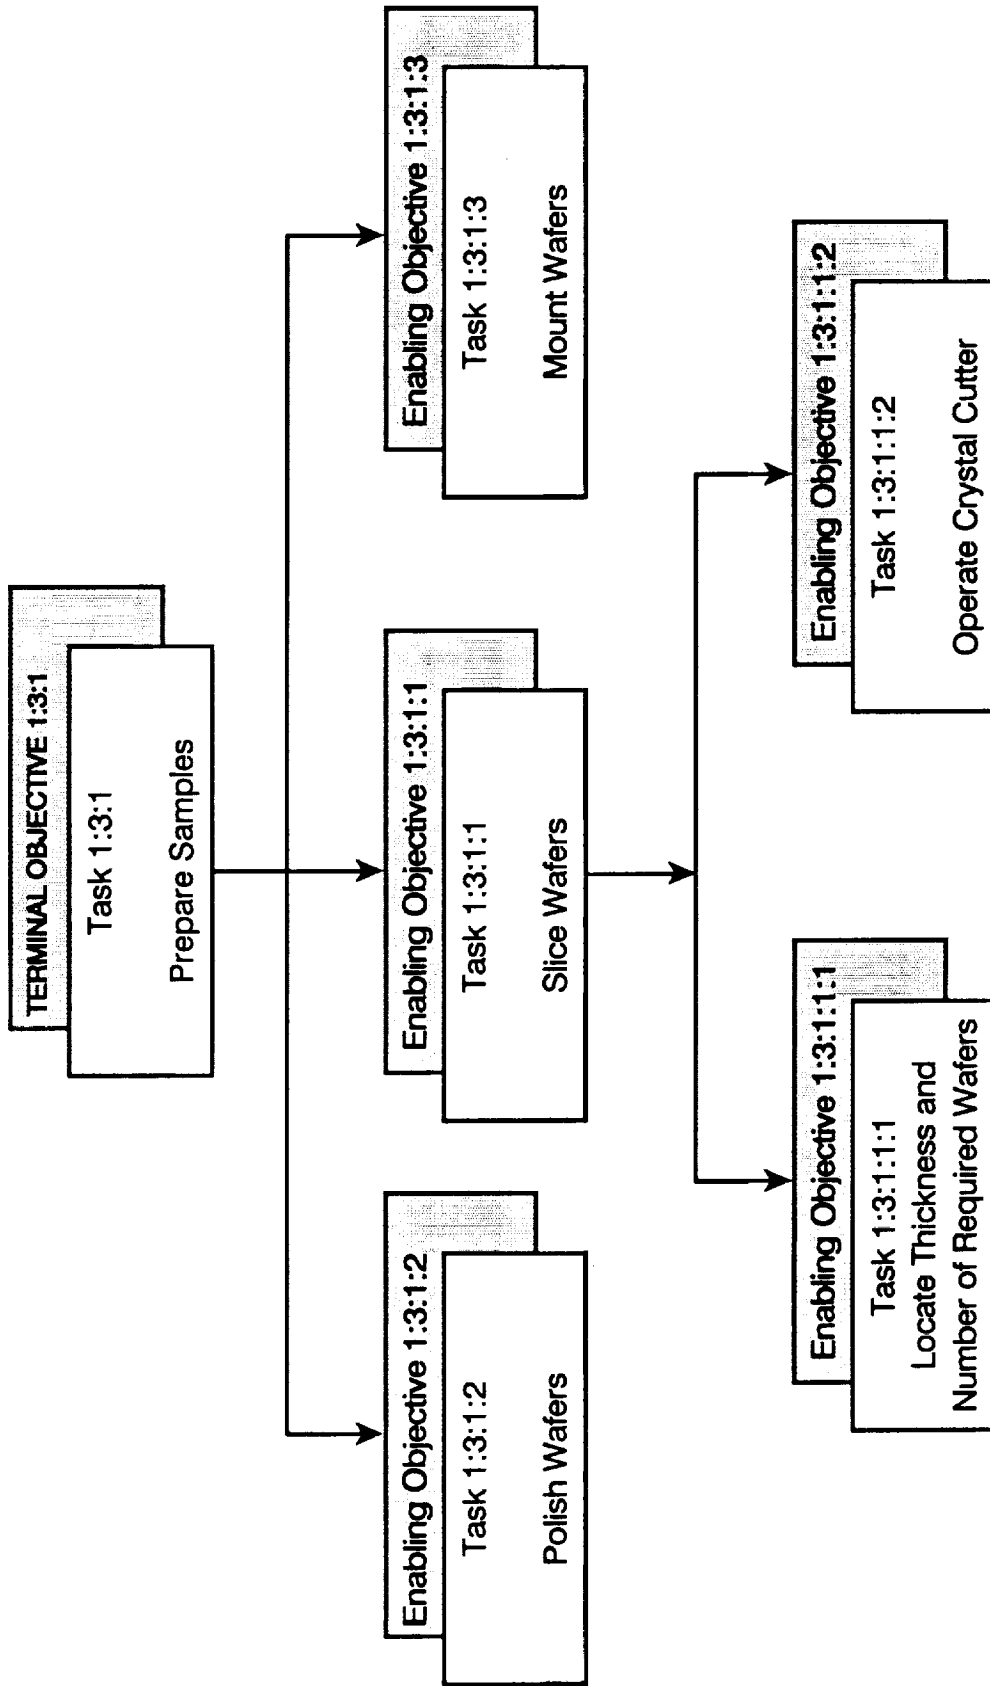 TERMINAL OBJECTIVE 1:3:1
Task 1:3:1
Prepare Samples
Enabling Objective 1:3:1:2
Task 1:3:1:2
Polish Wafers
Enabling Objective 1:3:1:1
Task 1:3:1:1
Slice Wafers
Enabling Objective 1:3:1:3
Task 1:3:1:3
Mount Wafers
Enabling Objective 1:3:1:1:1
Task 1:3:1:1:1
Locate Thickness and
Number of Required Wafers
Enabling Objective 1:3:1:1:2
Task 1:3:1:1:2
Operate Crystal Cutter